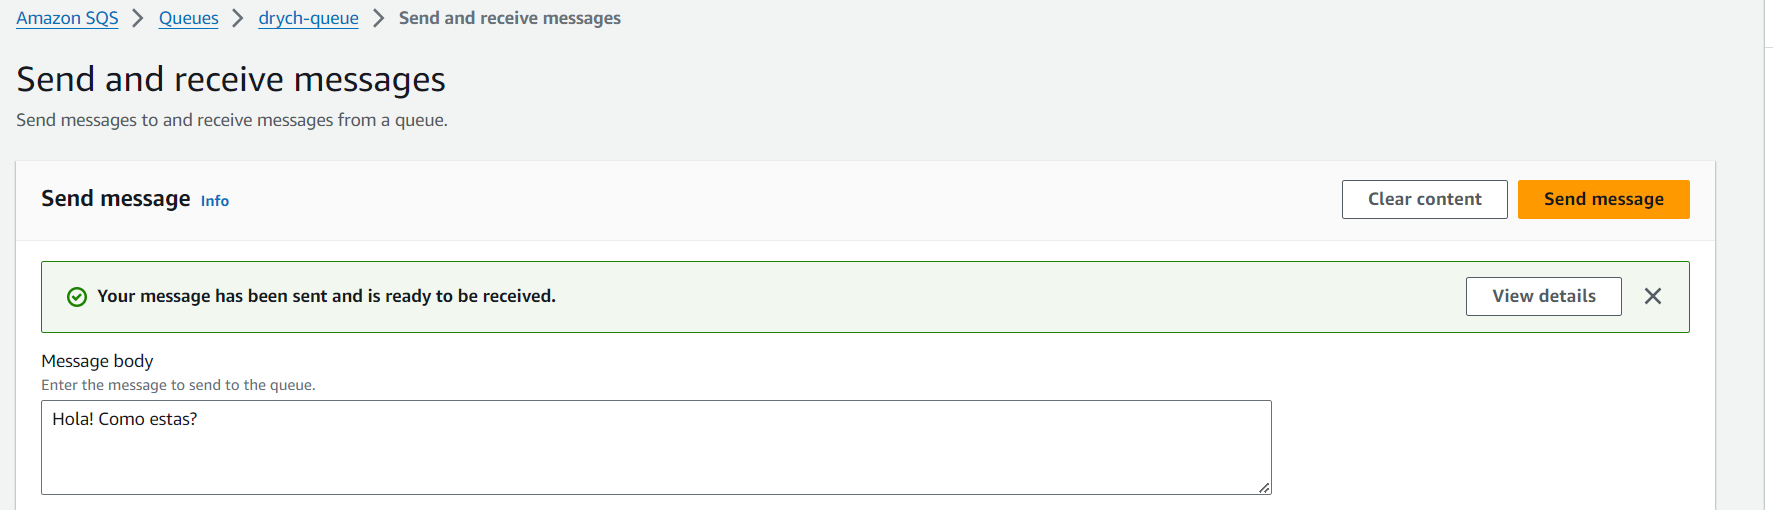 Amazon SQS > Queues > drych-queue > Send and receive messages
Send and receive messages
Send messages to and receive messages from a queue.
Send message Info Clear content Send message
Your message has been sent and is ready to be received. View details
Message body
Enter the message to send to the queue.
Hola! Como estas?